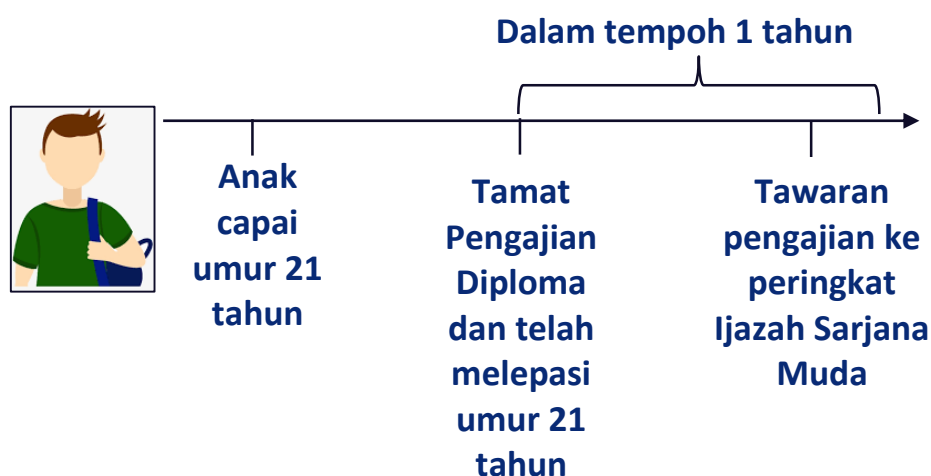 Dalam tempoh 1 tahun
Anak
capai
umur 21
tahun
Tamat
Pengajian
Diploma
dan telah
melepasi
umur 21
tahun
Tawaran
pengajian ke
peringkat
Ijazah Sarjana
Muda